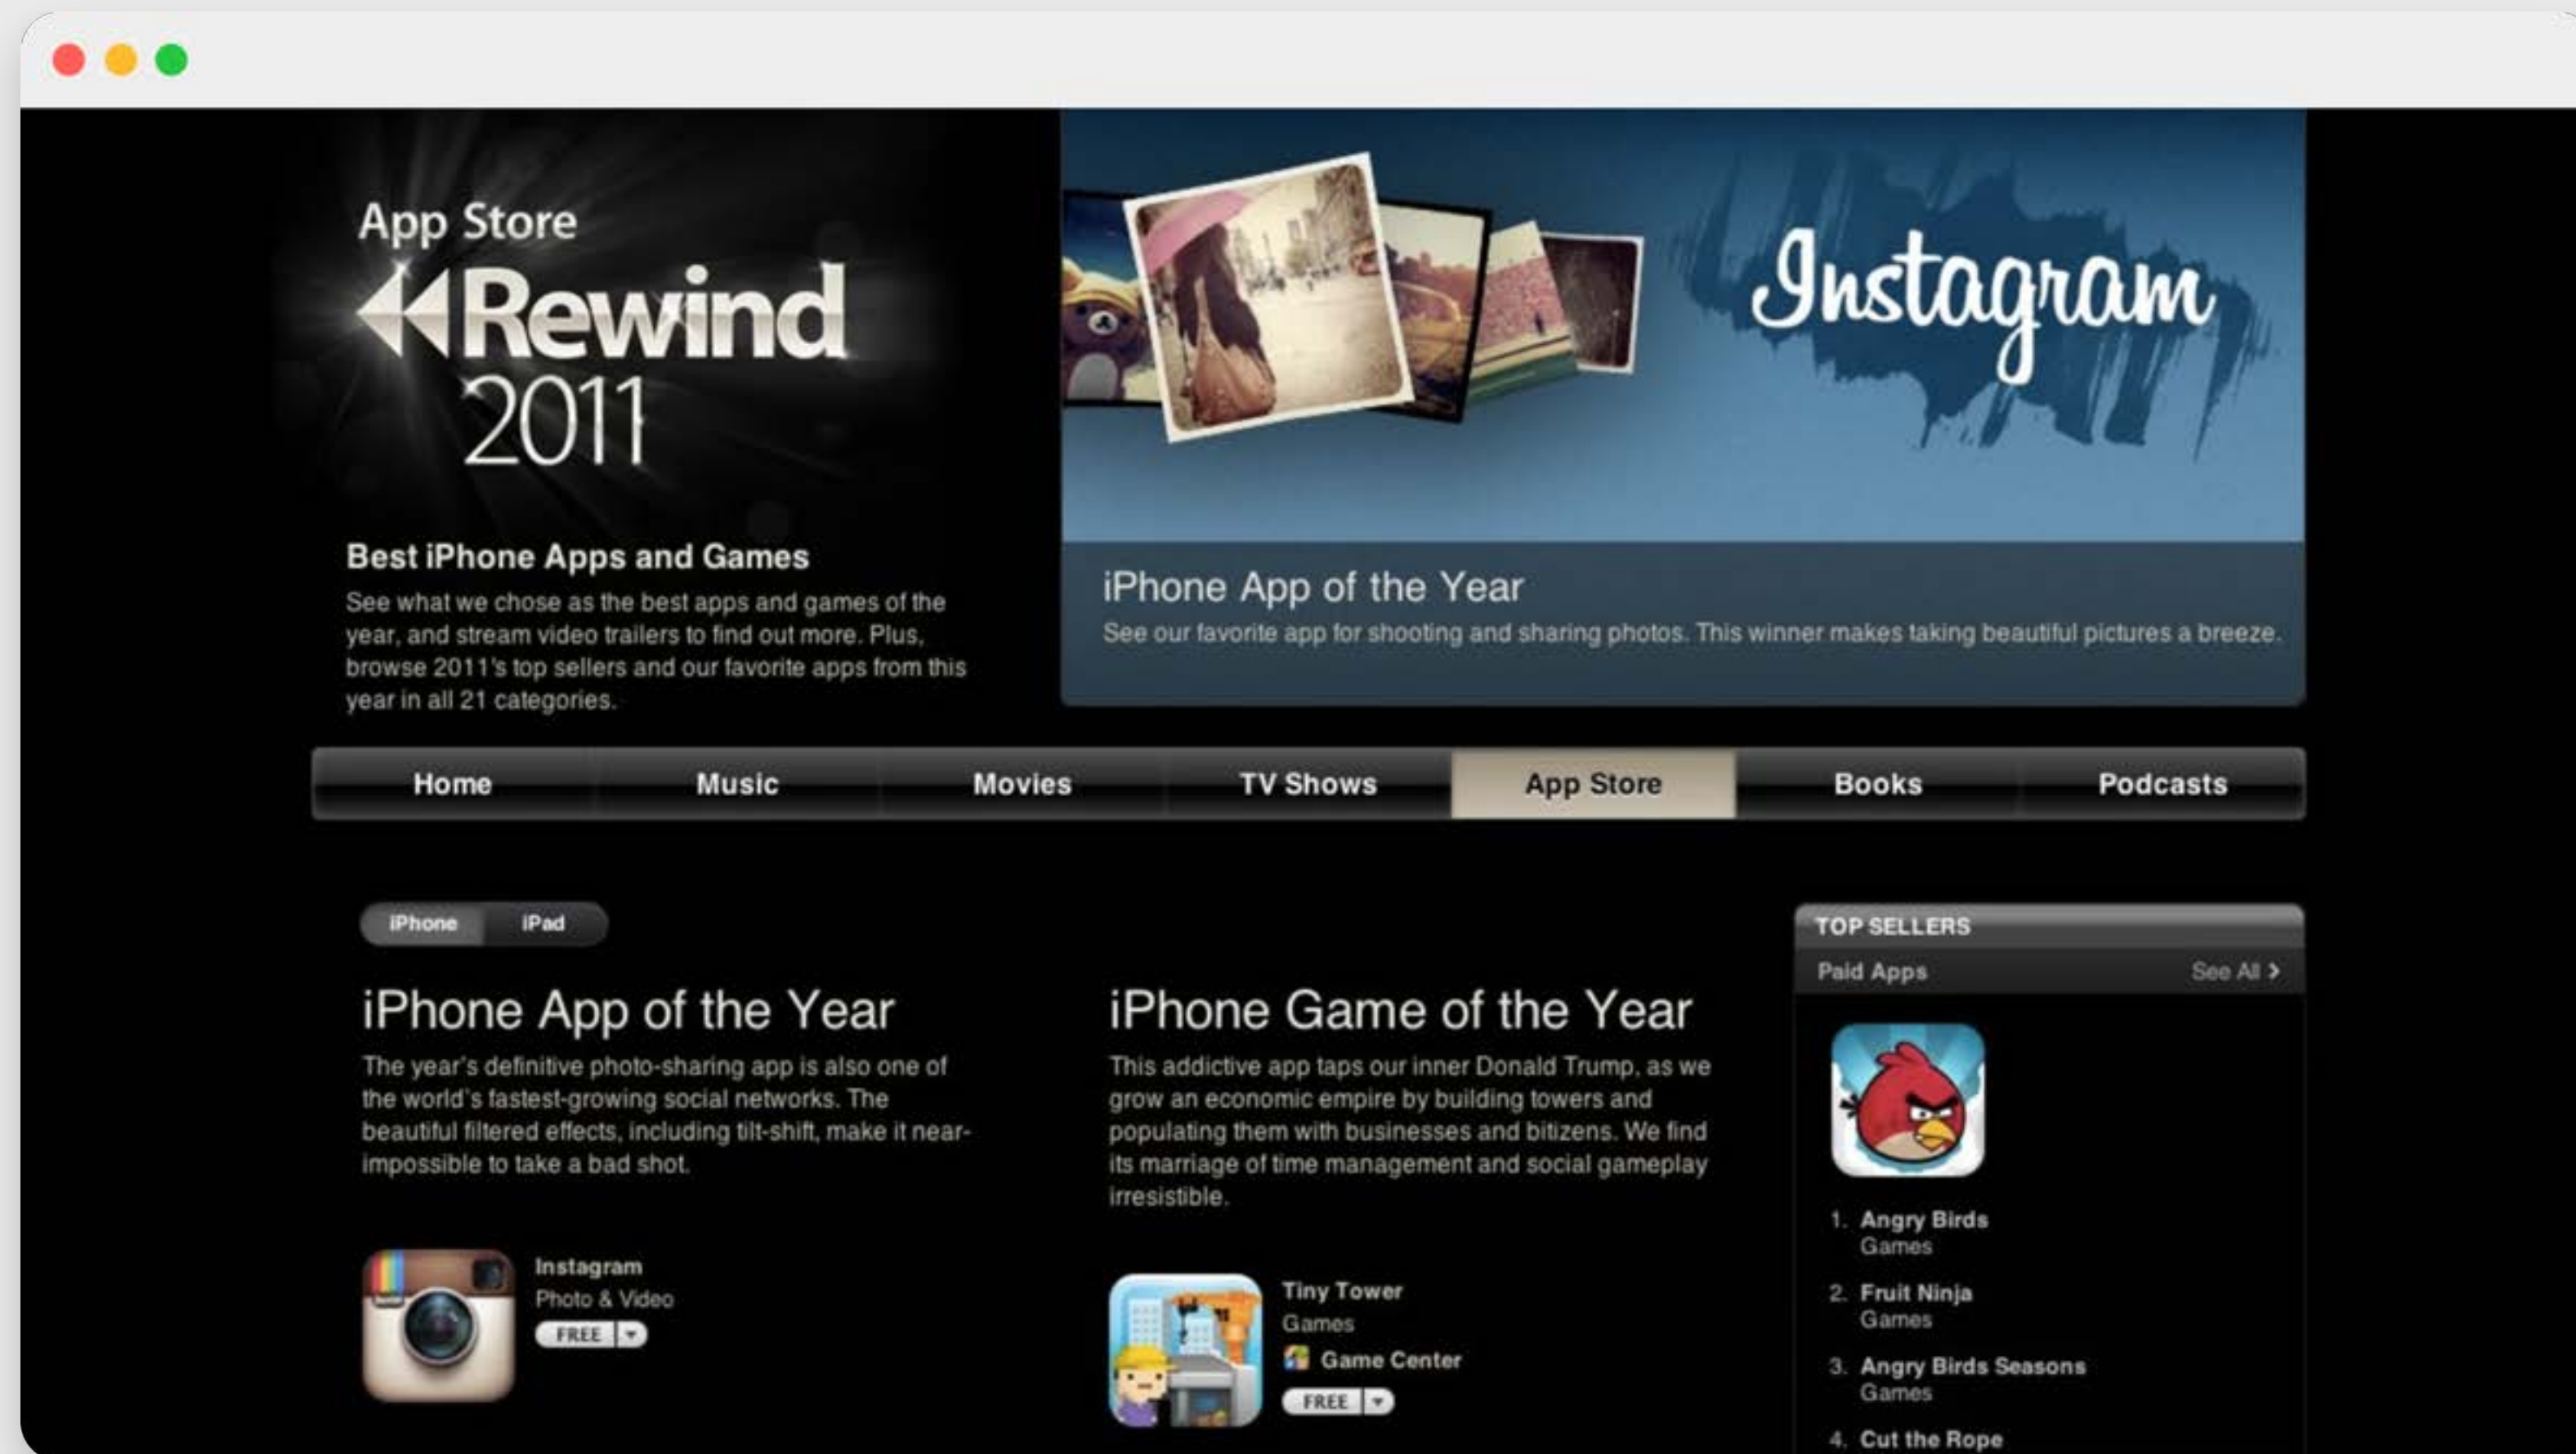 App Store
Rewind
2011
Best iPhone Apps and Games
See what we chose as the best apps and games of the
year, and stream video trailers to find out more. Plus,
browse 2011's top sellers and our favorite apps from this
year in all 21 categories.
Instagram
iPhone App of the Year
See our favorite app for shooting and sharing photos. This winner makes taking beautiful pictures a breeze.
Home Music Movies TV Shows App Store Books Podcasts
iPhone iPad
iPhone App of the Year
The year's definitive photo-sharing app is also one of
the world's fastest-growing social networks. The
beautiful filtered effects, including tilt-shift, make it near-
impossible to take a bad shot.
Instagram
Photo & Video
FREE
iPhone Game of the Year
This addictive app taps our inner Donald Trump, as we
grow an economic empire by building towers and
populating them with businesses and bitizens. We find
its marriage of time management and social gameplay
irresistible.
Tiny Tower
Games
Game Center
FREE
TOP SELLERS
Paid Apps See All >
1. Angry Birds
Games
2. Fruit Ninja
Games
3. Angry Birds Seasons
Games
4. Cut the Rope